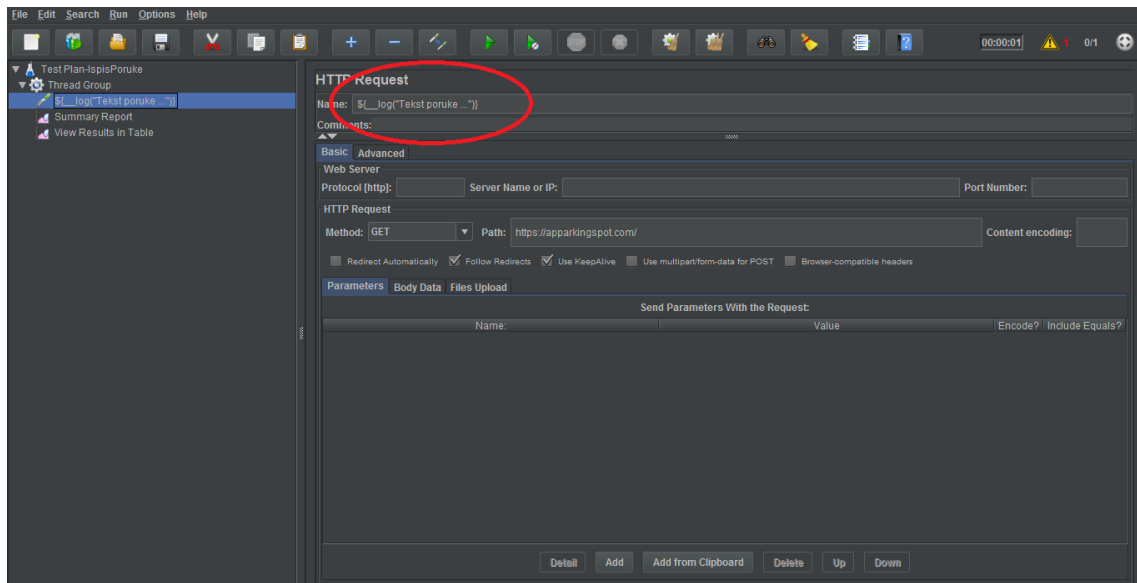 File Edit Search Run Options Help
00:00:01 1 0/1
Test Plan-IspisPoruke
Thread Group
${__log("Tekst poruke ...")}
Summary Report
View Results in Table
HTTP Request
Name: ${__log("Tekst poruke ...")}
Comments:
Basic Advanced
Web Server
Protocol [http]: Server Name or IP: Port Number:
HTTP Request
Method: GET Path: https://apparkingspot.com/ Content encoding:
Redirect Automatically Follow Redirects Use KeepAlive Use multipart/form-data for POST Browser-compatible headers
Parameters Body Data Files Upload
Send Parameters With the Request:
Name: Value Encode? Include Equals?
Detail Add Add from Clipboard Delete Up Down